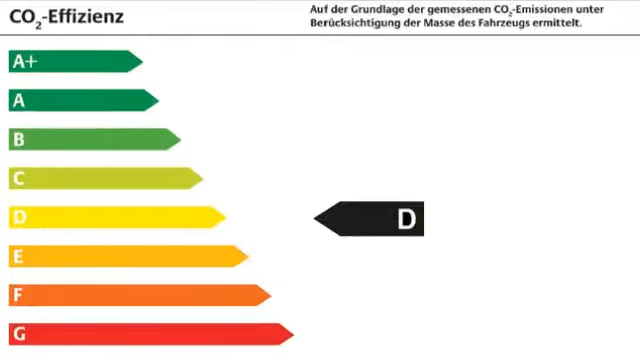 CO₂-Effizienz
Auf der Grundlage der gemessenen CO₂-Emissionen unter
Berücksichtigung der Masse des Fahrzeugs ermittelt.
A+
A
B
C
D
D
E
F
G